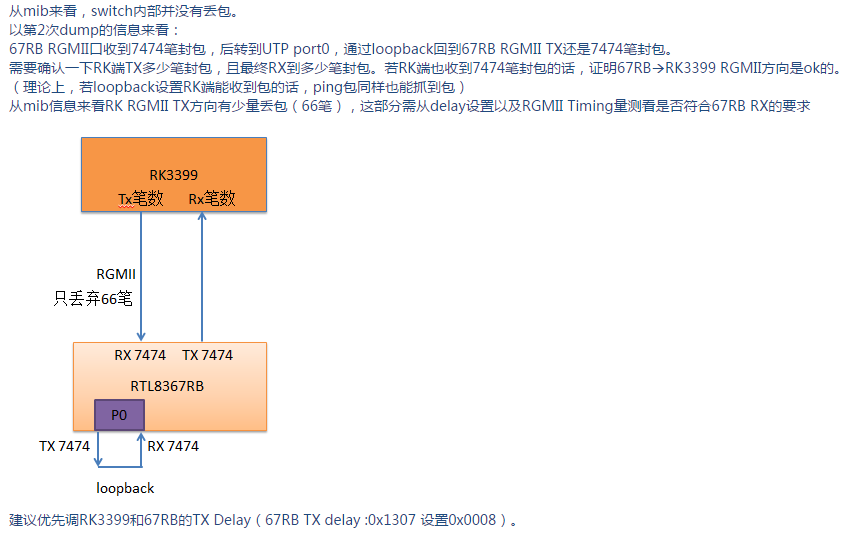 从mib来看，switch内部并没有丢包。
以第2次dump的信息来看：
67RB RGMII口收到7474笔封包，后转到UTP port0，通过loopback回到67RB RGMII TX还是7474笔封包。
需要确认一下RK端TX多少笔封包，且最终RX到多少笔封包。若RK端也收到7474笔封包的话，证明67RB→RK3399 RGMII方向是ok的。
（理论上，若loopback设置RK端能收到包的话，ping包同样也能抓到包）
从mib信息来看RK RGMII TX方向有少量丢包（66笔），这部分需从delay设置以及RGMII Timing量测看是否符合67RB RX的要求
RK3399
Tx笔数 Rx笔数
RGMII
只丢弃66笔
RX 7474 TX 7474
RTL8367RB
P0
TX 7474 RX 7474
loopback
建议优先调RK3399和67RB的TX Delay（67RB TX delay :0x1307 设置0x0008）。